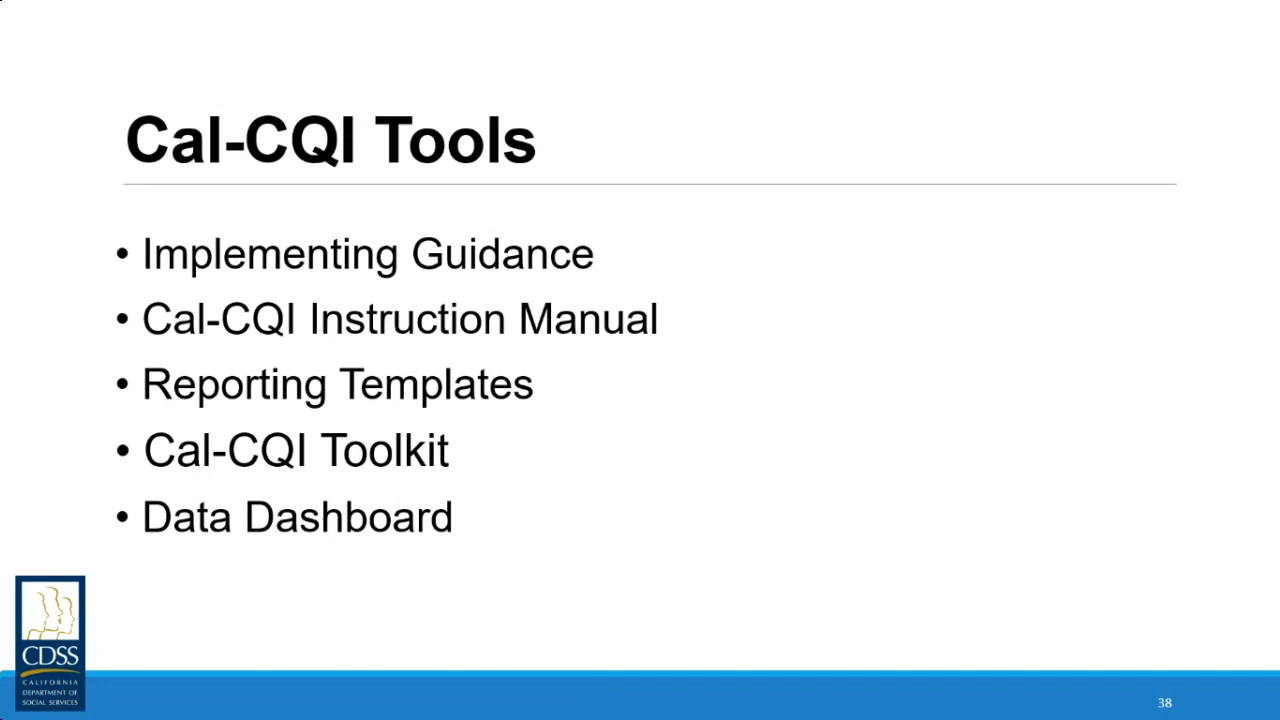 Cal-CQI Tools
• Implementing Guidance
• Cal-CQI Instruction Manual
• Reporting Templates
• Cal-CQI Toolkit
• Data Dashboard
CDSS
CALIFORNIA
DEPARTMENT OF
SOCIAL SERVICES
38